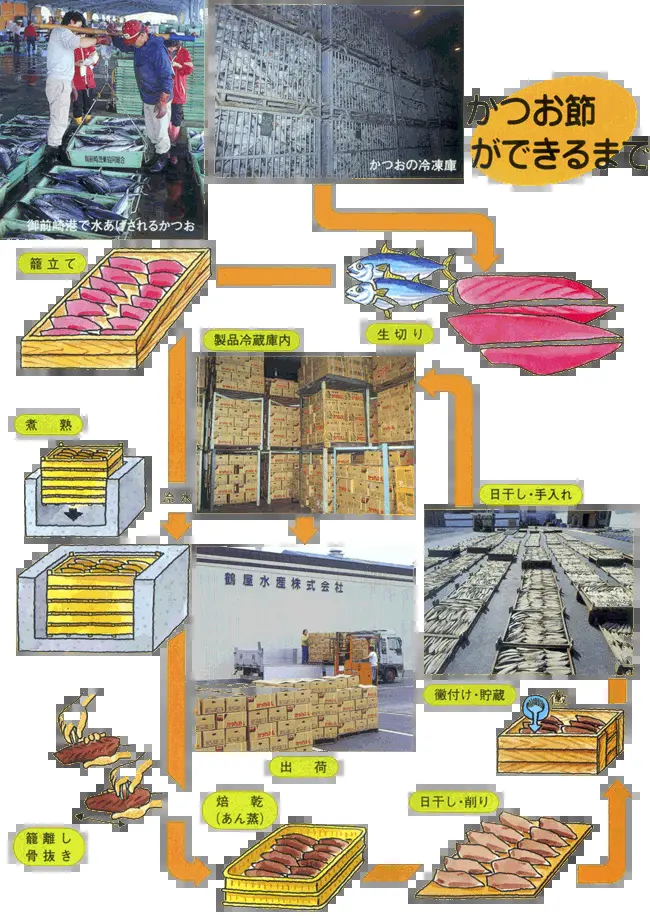 かつお節
ができるまで
かつおの冷凍庫
御前崎港で水あげされるかつお
籠立て
生切り
製品冷蔵庫内
煮熟
冷水
日干し・手入れ
鶴屋水産株式会社
黴付け・貯蔵
出荷
焙乾
(あん蒸)
日干し・削り
籠離し
骨抜き